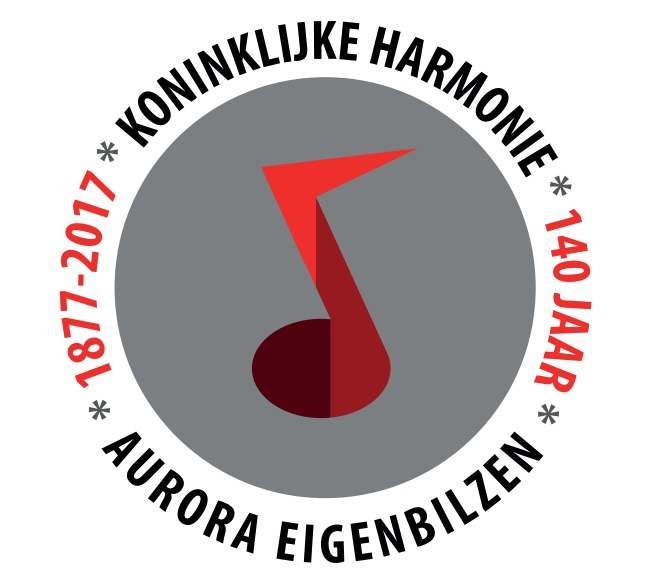 KONINKLIJKE HARMONIE
* 140 JAAR *
AURORA EIGENBILZEN
* 1877-2017 *